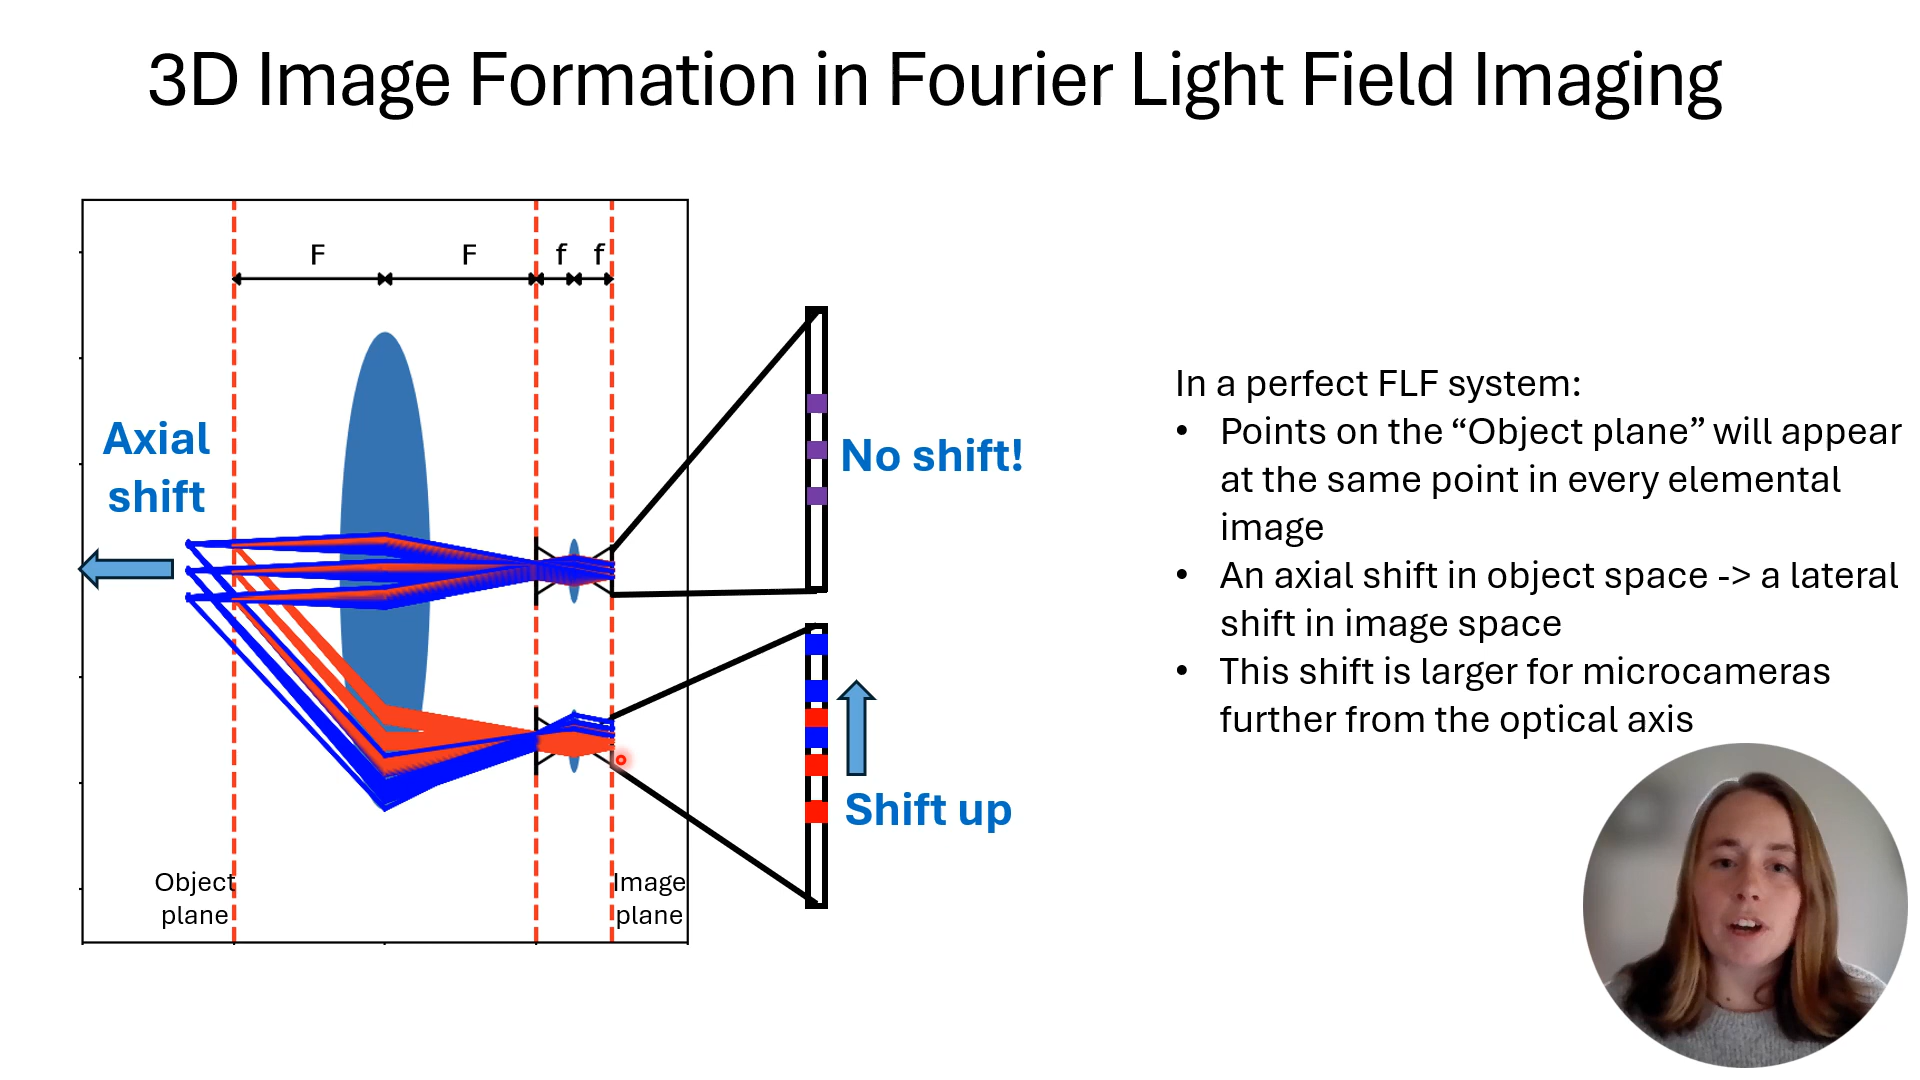 3D Image Formation in Fourier Light Field Imaging
F
F
f
f
Axial
shift
No shift!
Shift up
Object
plane
Image
plane
In a perfect FLF system:
• Points on the “Object plane” will appear
at the same point in every elemental
image
• An axial shift in object space -> a lateral
shift in image space
• This shift is larger for microcameras
further from the optical axis